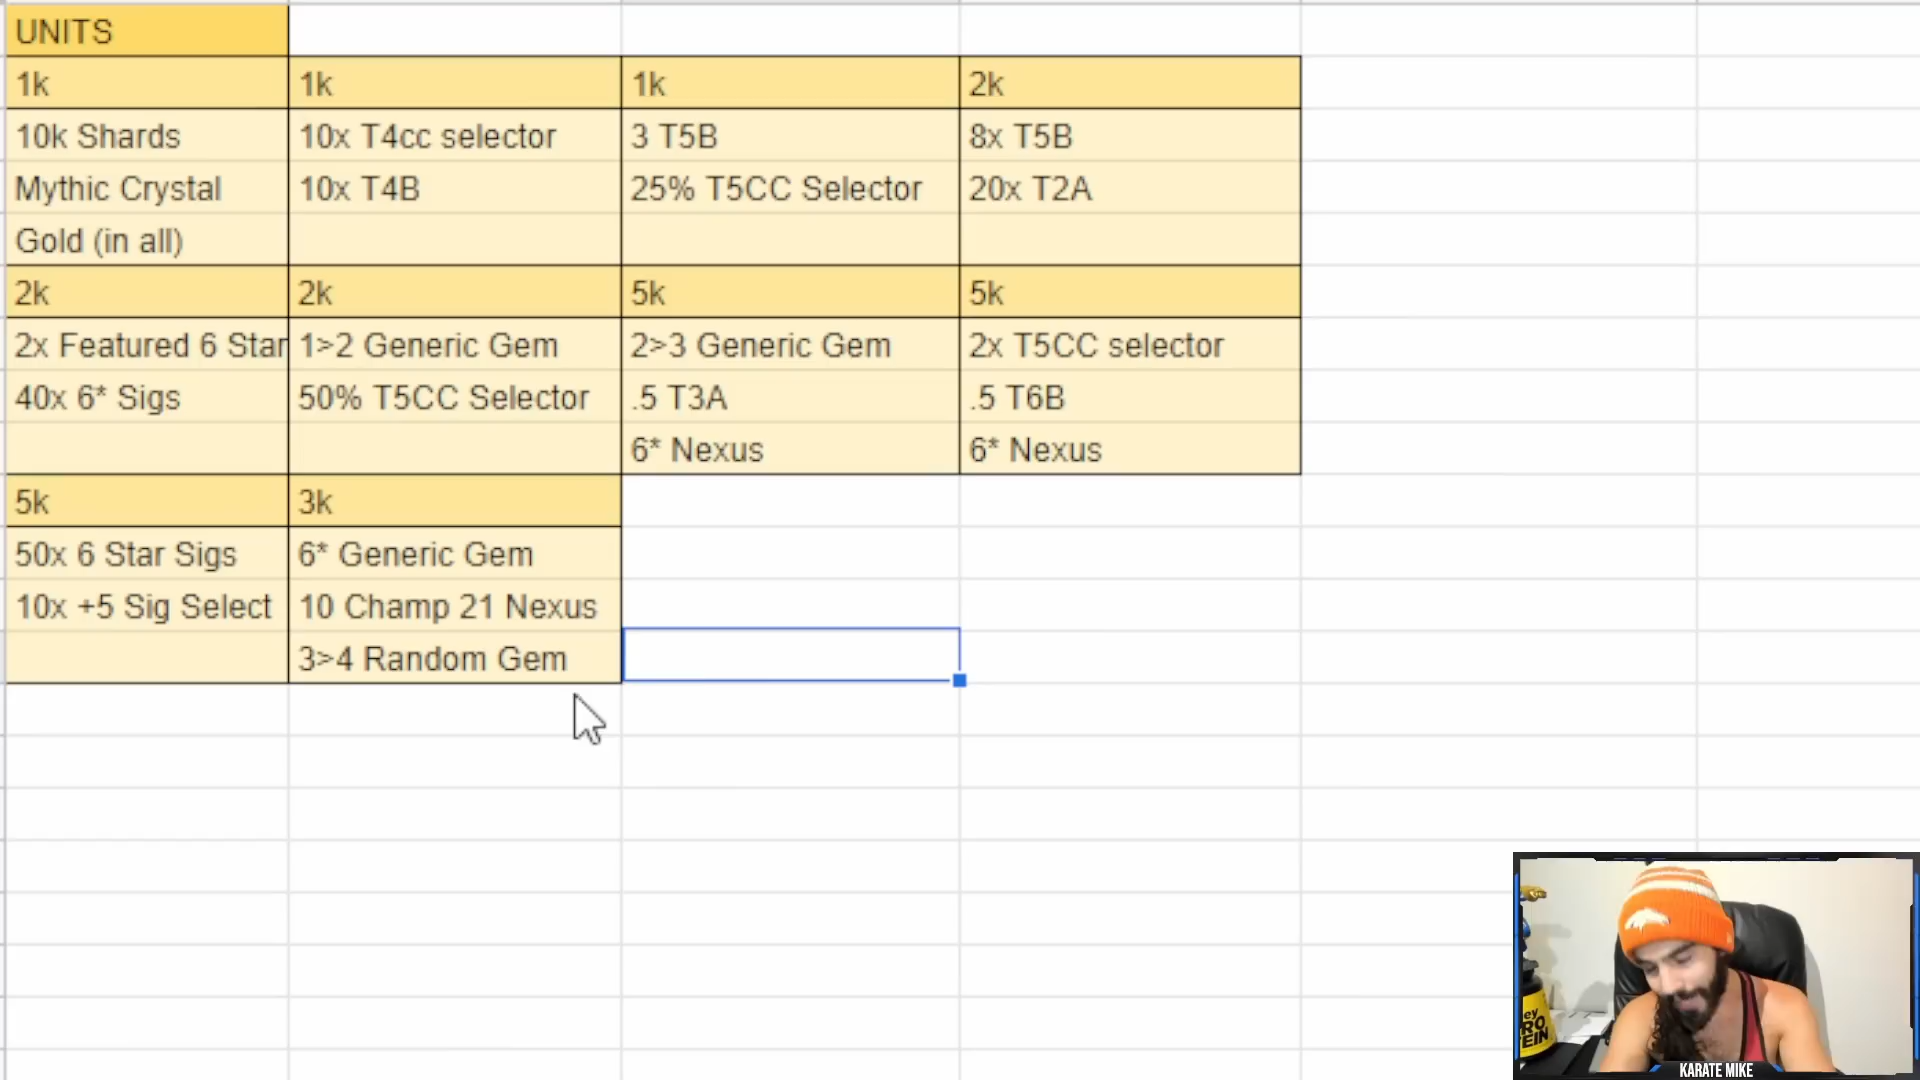 UNITS
1k 1k 1k 2k
10k Shards 10x T4cc selector 3 T5B 8x T5B
Mythic Crystal 10x T4B 25% T5CC Selector 20x T2A
Gold (in all)
2k 2k 5k 5k
2x Featured 6 Star 1>2 Generic Gem 2>3 Generic Gem 2x T5CC selector
40x 6* Sigs 50% T5CC Selector .5 T3A .5 T6B
6* Nexus 6* Nexus
5k 3k
50x 6 Star Sigs 6* Generic Gem
10x +5 Sig Select 10 Champ 21 Nexus
3>4 Random Gem
KARATE MIKE